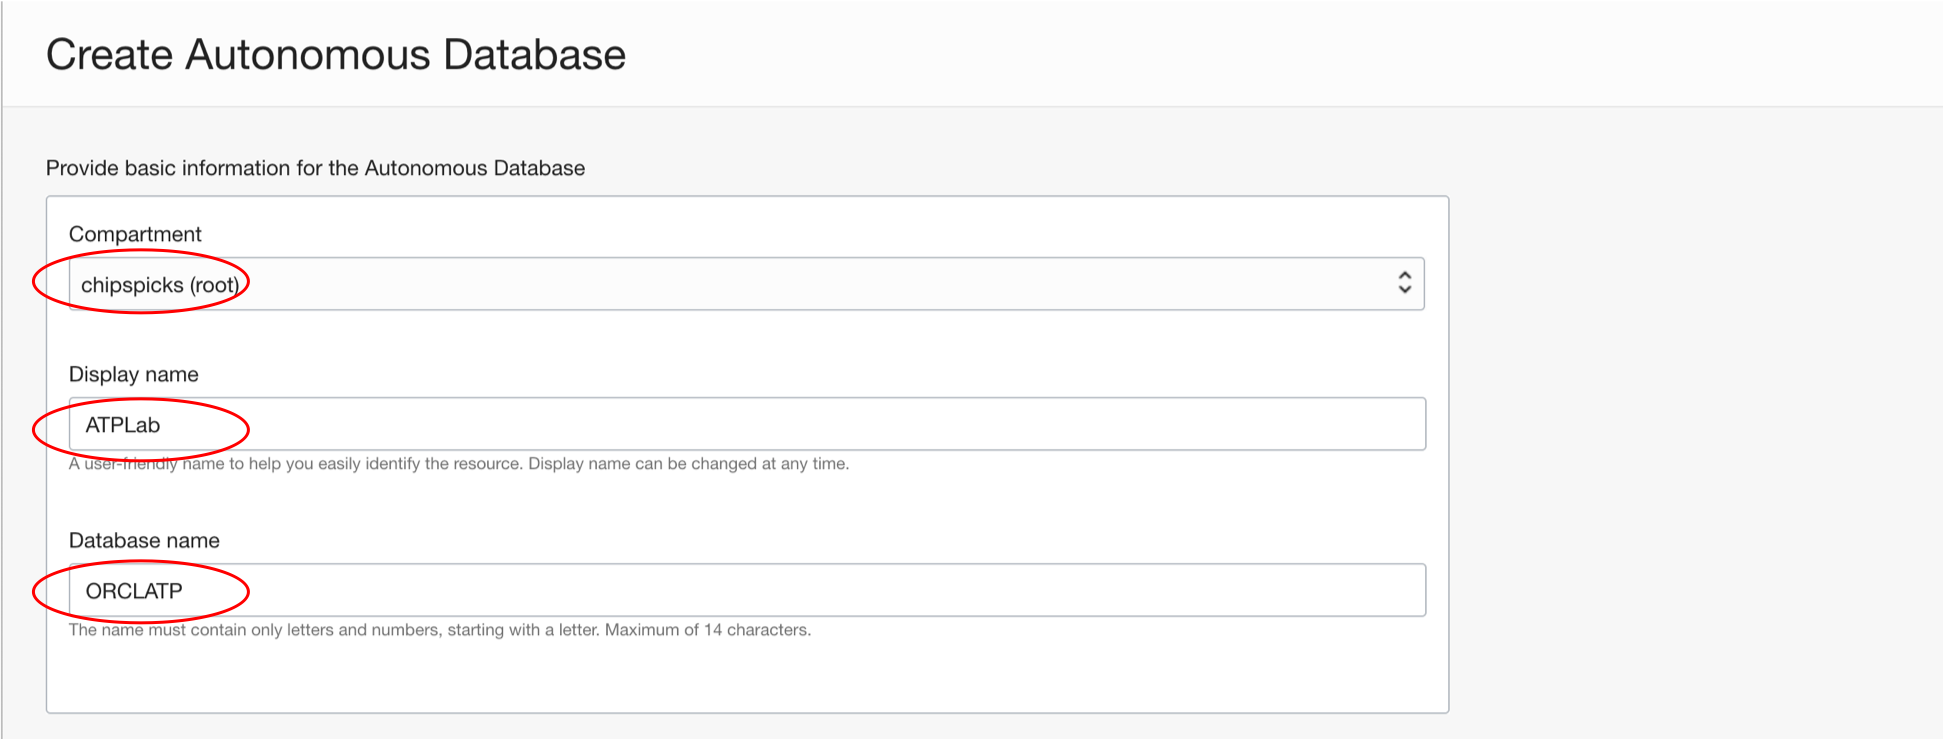 Create Autonomous Database
Provide basic information for the Autonomous Database
Compartment
chipspicks (root)
Display name
ATPLab
A user-friendly name to help you easily identify the resource. Display name can be changed at any time.
Database name
ORCLATP
The name must contain only letters and numbers, starting with a letter. Maximum of 14 characters.